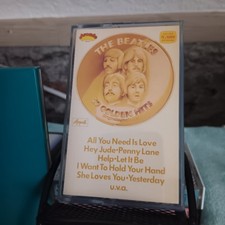 THE BEATLES
GOLDEN HITS
All You Need Is Love
Hey Jude·Penny Lane
Help·Let It Be
I Want To Hold Your Hand
She Loves You·Yesterday
u.v.a.